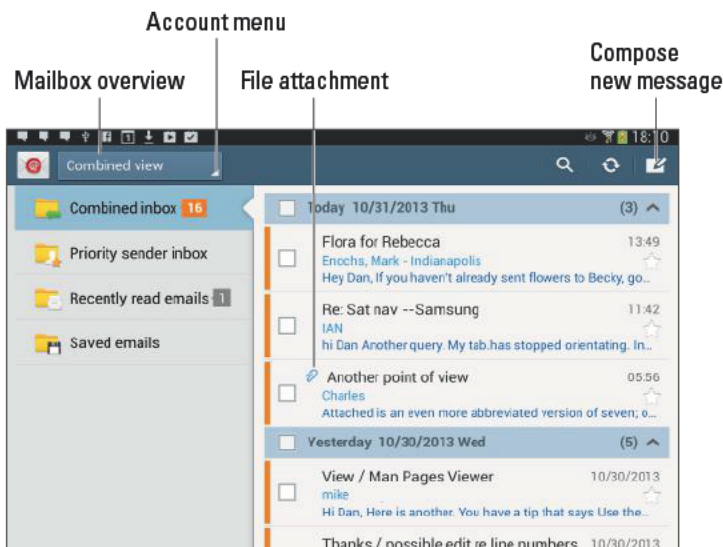 Account menu
Mailbox overview
File attachment
Compose
new message
18:10
Combined view
Combined inbox 16
Priority sender inbox
Recently read emails 1
Saved emails
Today 10/31/2013 Thu (3)
Flora for Rebecca 13:49
Enochs, Mark - Indianapolis
Hey Dan, If you haven't already sent flowers to Becky, go...
Re: Sat nav --Samsung 11:42
IAN
hi Dan Another query. My tab.has stopped orientating. In...
Another point of view 05:56
Charles
Attached is an even more abbreviated version of seven; o...
Yesterday 10/30/2013 Wed (5)
View / Man Pages Viewer 10/30/2013
mike
Hi Dan, Here is another. You have a tip that says Use the...
Thanks / possible edit re line numbers 10/30/2013